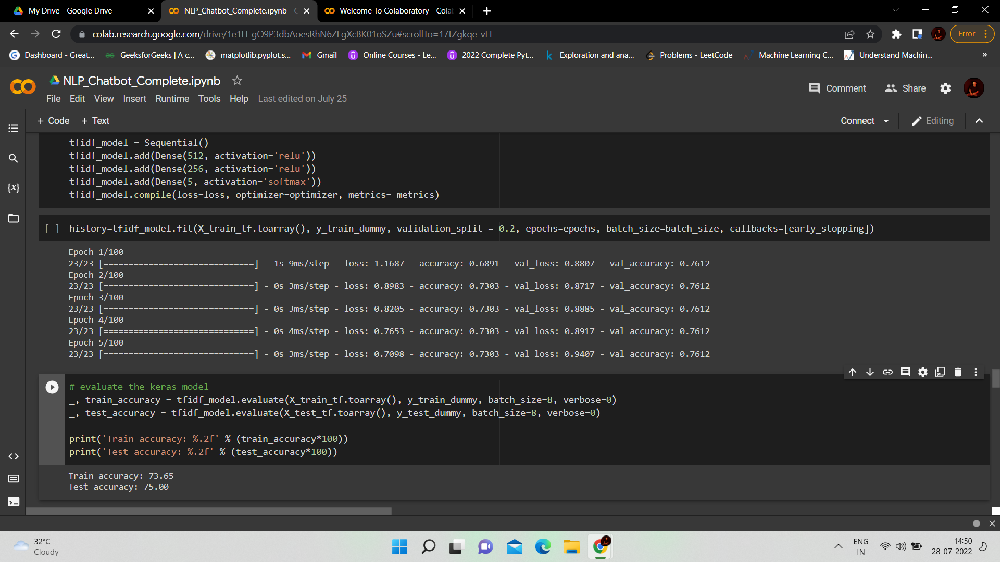 My Drive - Google Drive
NLP_Chatbot_Complete.ipynb - C
Welcome To Colaboratory - Colab
colab.research.google.com/drive/1e1H_gO9P3dbAoesRhN6ZLgXcBK01oSZu#scrollTo=17tZgkqe_vFF
Error
Dashboard - Great...
GeeksforGeeks | A c...
matplotlib.pyplot.s...
Gmail
Online Courses - Le...
2022 Complete Pyt...
Exploration and ana...
Problems - LeetCode
Machine Learning C...
Understand Machin...
»
NLP_Chatbot_Complete.ipynb
Comment
Share
File Edit View Insert Runtime Tools Help Last edited on July 25
+ Code + Text
Connect
Editing
{x}
tfidf_model = Sequential()
tfidf_model.add(Dense(512, activation='relu'))
tfidf_model.add(Dense(256, activation='relu'))
tfidf_model.add(Dense(5, activation='softmax'))
tfidf_model.compile(loss=loss, optimizer=optimizer, metrics= metrics)
[ ] history=tfidf_model.fit(X_train_tf.toarray(), y_train_dummy, validation_split = 0.2, epochs=epochs, batch_size=batch_size, callbacks=[early_stopping])
Epoch 1/100
23/23 [==============================] - 1s 9ms/step - loss: 1.1687 - accuracy: 0.6891 - val_loss: 0.8807 - val_accuracy: 0.7612
Epoch 2/100
23/23 [==============================] - 0s 3ms/step - loss: 0.8983 - accuracy: 0.7303 - val_loss: 0.8717 - val_accuracy: 0.7612
Epoch 3/100
23/23 [==============================] - 0s 3ms/step - loss: 0.8205 - accuracy: 0.7303 - val_loss: 0.8885 - val_accuracy: 0.7612
Epoch 4/100
23/23 [==============================] - 0s 4ms/step - loss: 0.7653 - accuracy: 0.7303 - val_loss: 0.8917 - val_accuracy: 0.7612
Epoch 5/100
23/23 [==============================] - 0s 3ms/step - loss: 0.7098 - accuracy: 0.7303 - val_loss: 0.9407 - val_accuracy: 0.7612
# evaluate the keras model
_, train_accuracy = tfidf_model.evaluate(X_train_tf.toarray(), y_train_dummy, batch_size=8, verbose=0)
_, test_accuracy = tfidf_model.evaluate(X_test_tf.toarray(), y_test_dummy, batch_size=8, verbose=0)
print('Train accuracy: %.2f' % (train_accuracy*100))
print('Test accuracy: %.2f' % (test_accuracy*100))
Train accuracy: 73.65
Test accuracy: 75.00
32°C
Cloudy
ENG
IN
14:50
28-07-2022